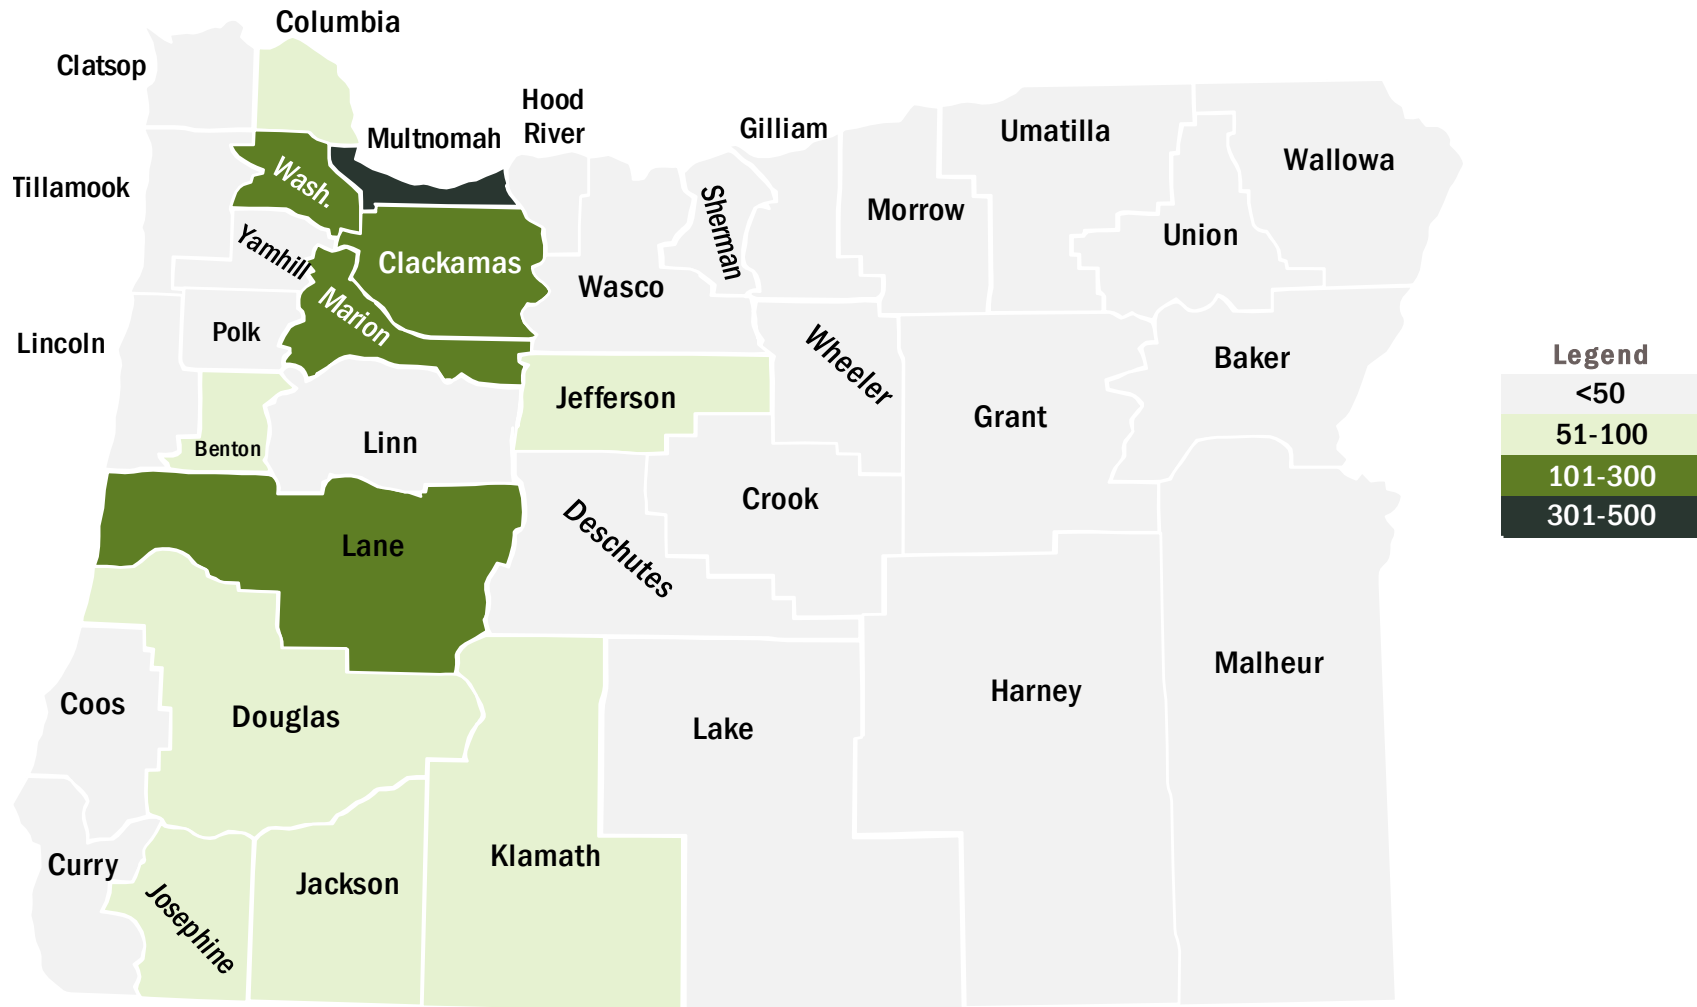 Columbia
Clatsop
Hood
River
Multnomah
Gilliam
Umatilla
Wallowa
Tillamook
Wash.
Sherman
Morrow
Union
Yamhill
Clackamas
Wasco
Marion
Polk
Lincoln
Wheeler
Baker
Jefferson
Grant
Benton
Linn
Crook
Deschutes
Lane
Coos
Douglas
Lake
Harney
Malheur
Curry
Josephine
Jackson
Klamath
Legend
<50
51-100
101-300
301-500